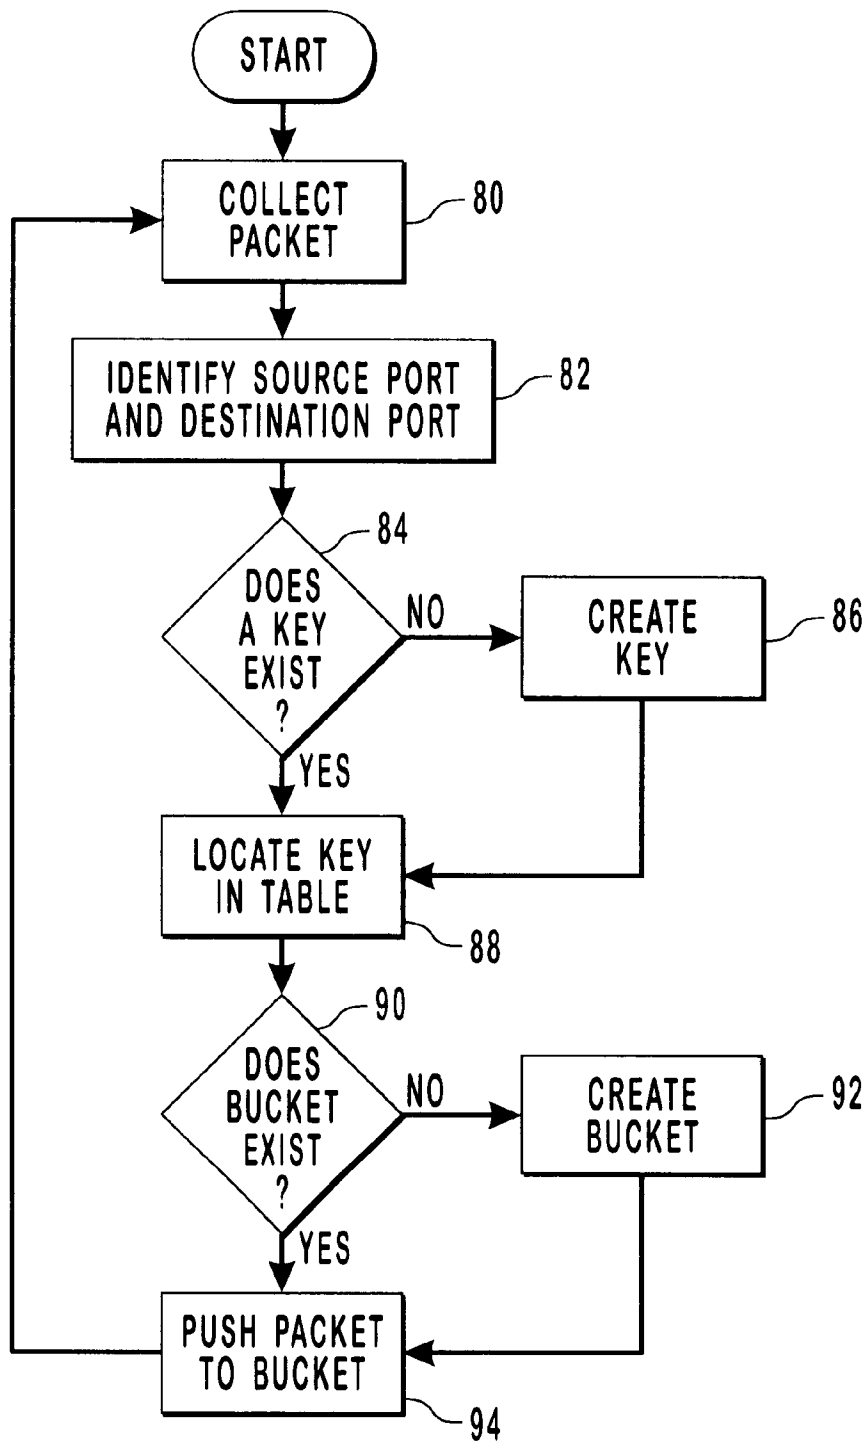 START
COLLECT
PACKET
80
IDENTIFY SOURCE PORT
AND DESTINATION PORT
82
84
DOES
A KEY
EXIST
?
NO
YES
CREATE
KEY
86
LOCATE KEY
IN TABLE
88
90
DOES
BUCKET
EXIST
?
NO
YES
CREATE
BUCKET
92
PUSH PACKET
TO BUCKET
94